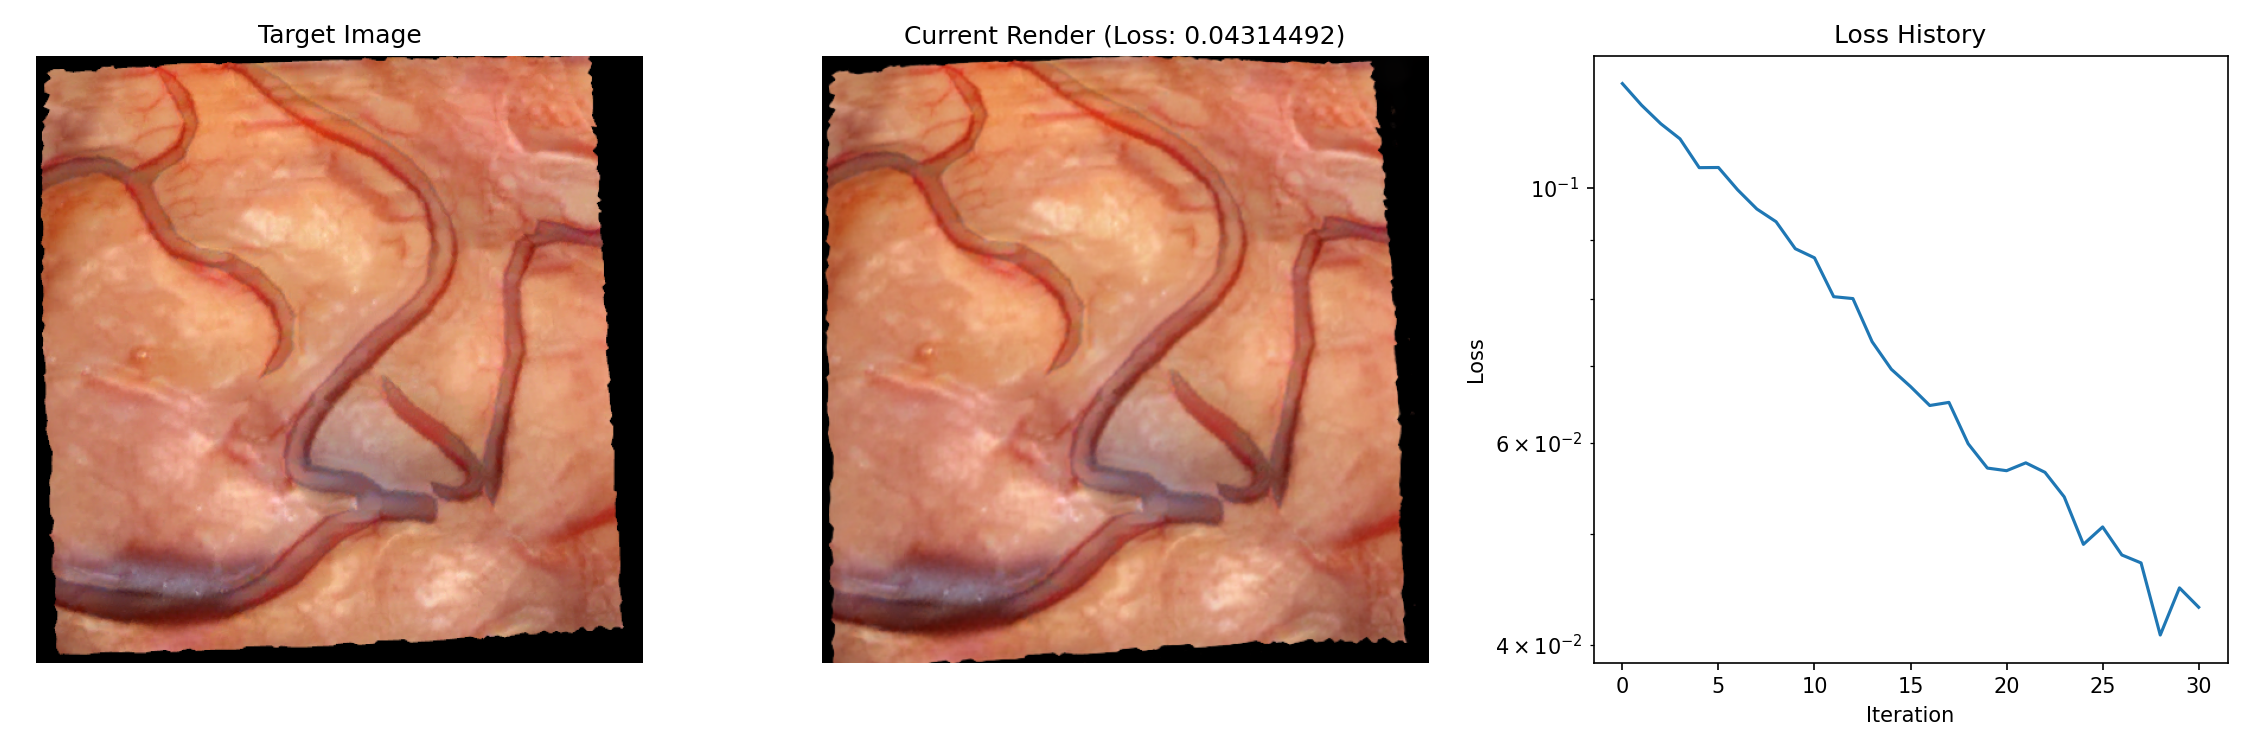 Target Image
Current Render (Loss: 0.04314492)
Loss History
10⁻¹
6 × 10⁻²
4 × 10⁻²
Loss
0 5 10 15 20 25 30
Iteration